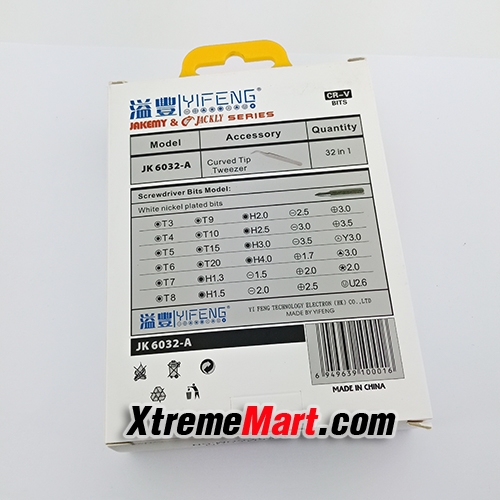 溢豐 YIFENG
CR-V
BITS
JAKEMY & JACKLY SERIES
Model Accessory Quantity
JK 6032-A Curved Tip Tweezer 32 in 1
Screwdriver Bits Model:
White nickel plated bits
T3 T9 H2.0 ⊖2.5 ⊕3.0
T4 T10 H2.5 ⊖3.0 ⊕3.5
T5 T15 H3.0 ⊖3.5 Y3.0
T6 T20 H4.0 ⊕1.7 3.0
T7 H1.3 ⊖1.5 ⊕2.0 2.0
T8 H1.5 ⊖2.0 ⊕2.5 U2.6
溢豐 YIFENG
YI FENG TECHNOLOGY ELECTRON (HK) CO.,LTD
MADE BY YIFENG
JK 6032-A
6 949639 100016
MADE IN CHINA
XtremeMart.com